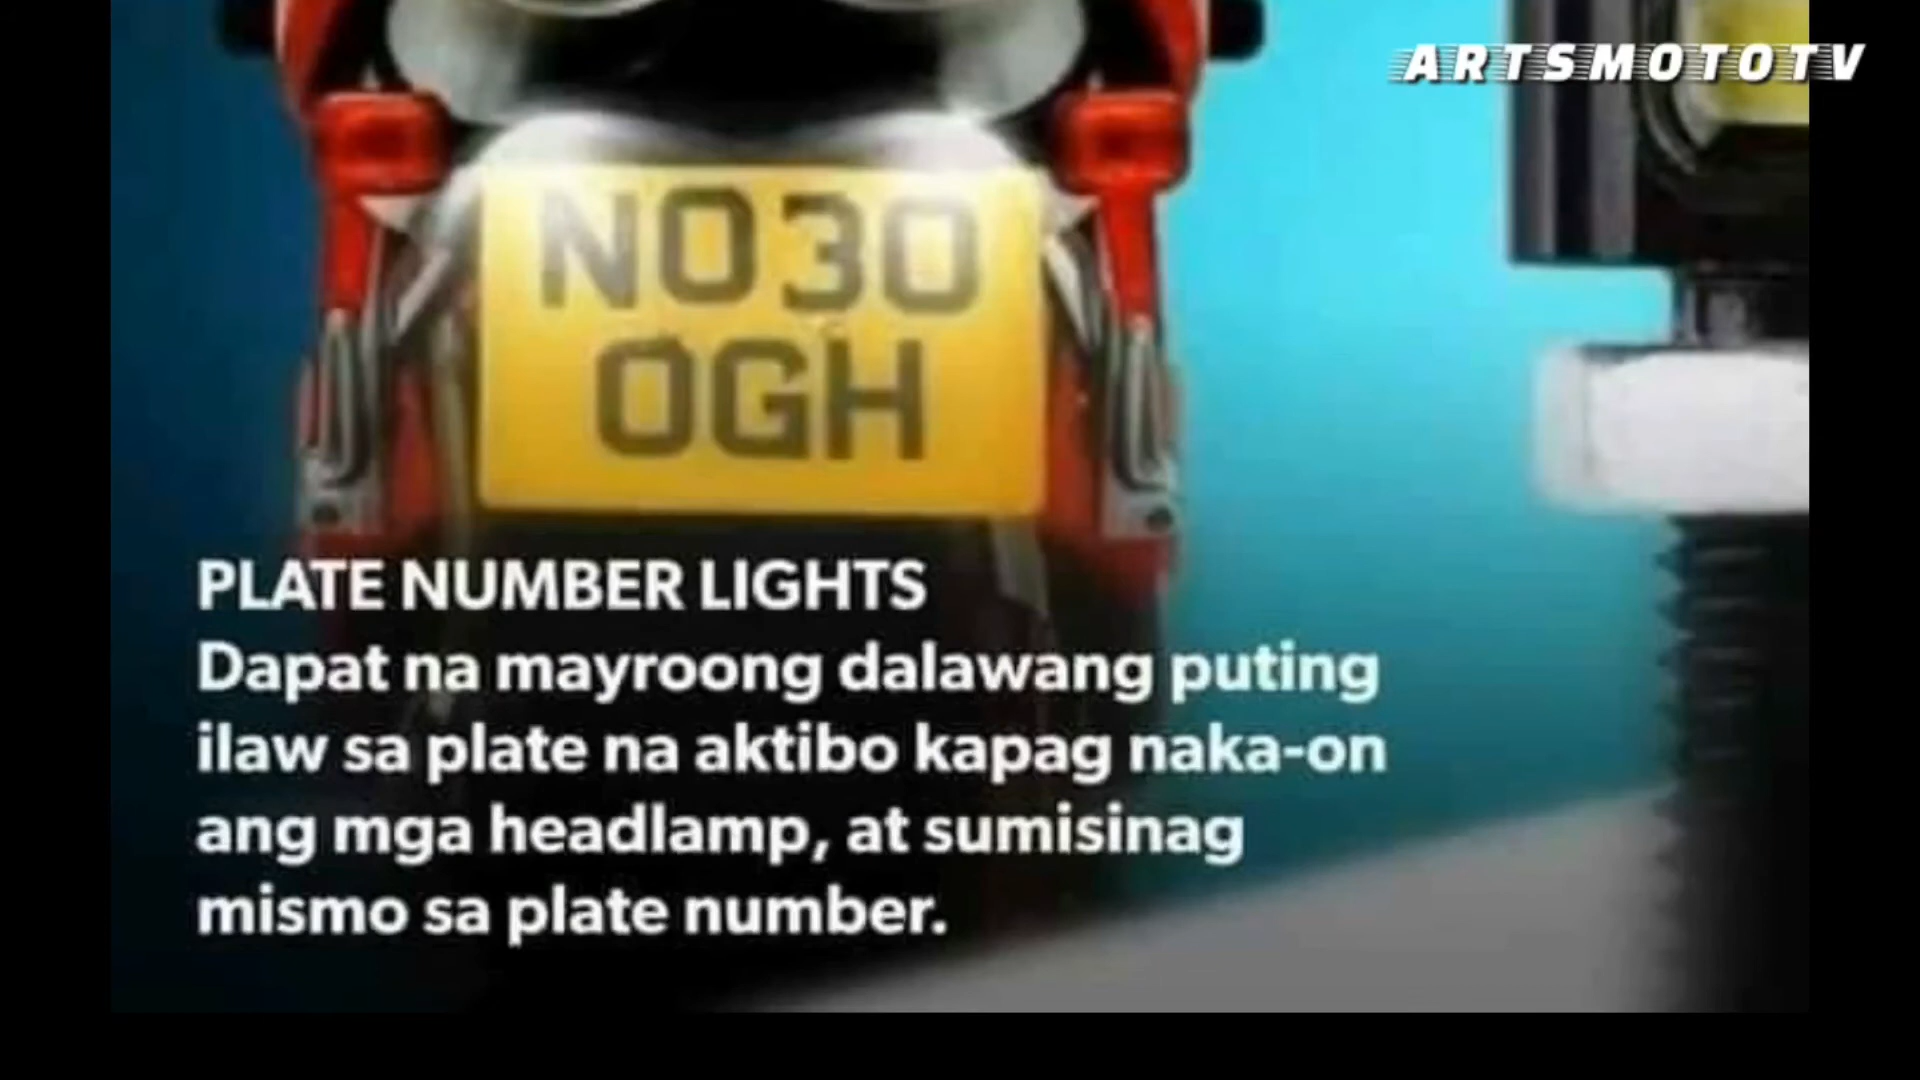 ARTSMOTOTV
NO30
OGH
PLATE NUMBER LIGHTS
Dapat na mayroong dalawang puting
ilaw sa plate na aktibo kapag naka-on
ang mga headlamp, at sumisinag
mismo sa plate number.